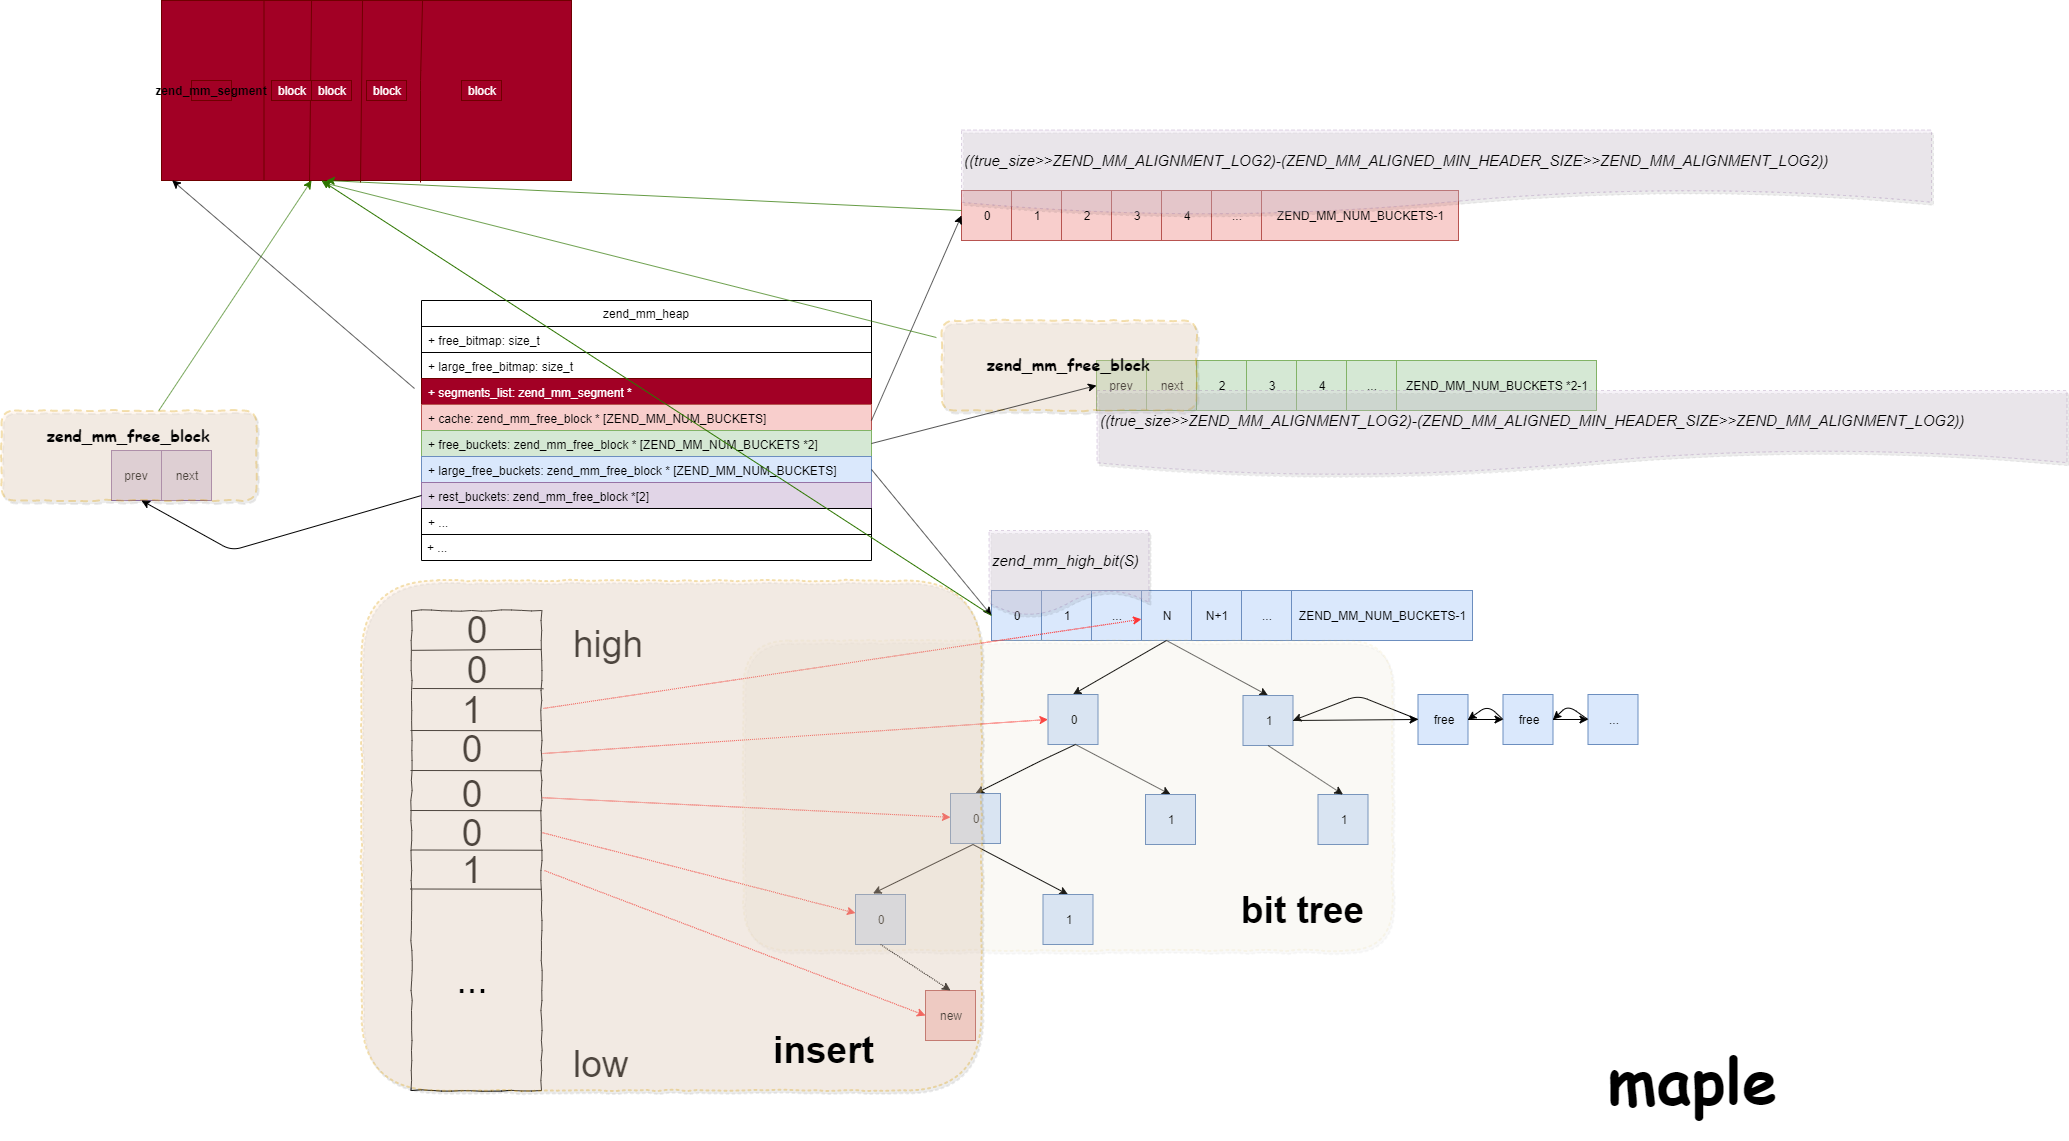 zend_mm_segment
block
block
block
block
((true_size>>ZEND_MM_ALIGNMENT_LOG2)-(ZEND_MM_ALIGNED_MIN_HEADER_SIZE>>ZEND_MM_ALIGNMENT_LOG2))
0 1 2 3 4 ... ZEND_MM_NUM_BUCKETS-1
zend_mm_heap
+ free_bitmap: size_t
+ large_free_bitmap: size_t
+ segments_list: zend_mm_segment *
+ cache: zend_mm_free_block * [ZEND_MM_NUM_BUCKETS]
+ free_buckets: zend_mm_free_block * [ZEND_MM_NUM_BUCKETS *2]
+ large_free_buckets: zend_mm_free_block * [ZEND_MM_NUM_BUCKETS]
+ rest_buckets: zend_mm_free_block *[2]
+ ...
+ ...
zend_mm_free_block
prev next 2 3 4 ... ZEND_MM_NUM_BUCKETS *2-1
((true_size>>ZEND_MM_ALIGNMENT_LOG2)-(ZEND_MM_ALIGNED_MIN_HEADER_SIZE>>ZEND_MM_ALIGNMENT_LOG2))
zend_mm_free_block
prev next
zend_mm_high_bit(S)
0 1 ... N N+1 ... ZEND_MM_NUM_BUCKETS-1
0
0
1
0
0
0
1
...
high
low
insert
0
1
free
free
...
0
1
1
0
1
new
bit tree
maple